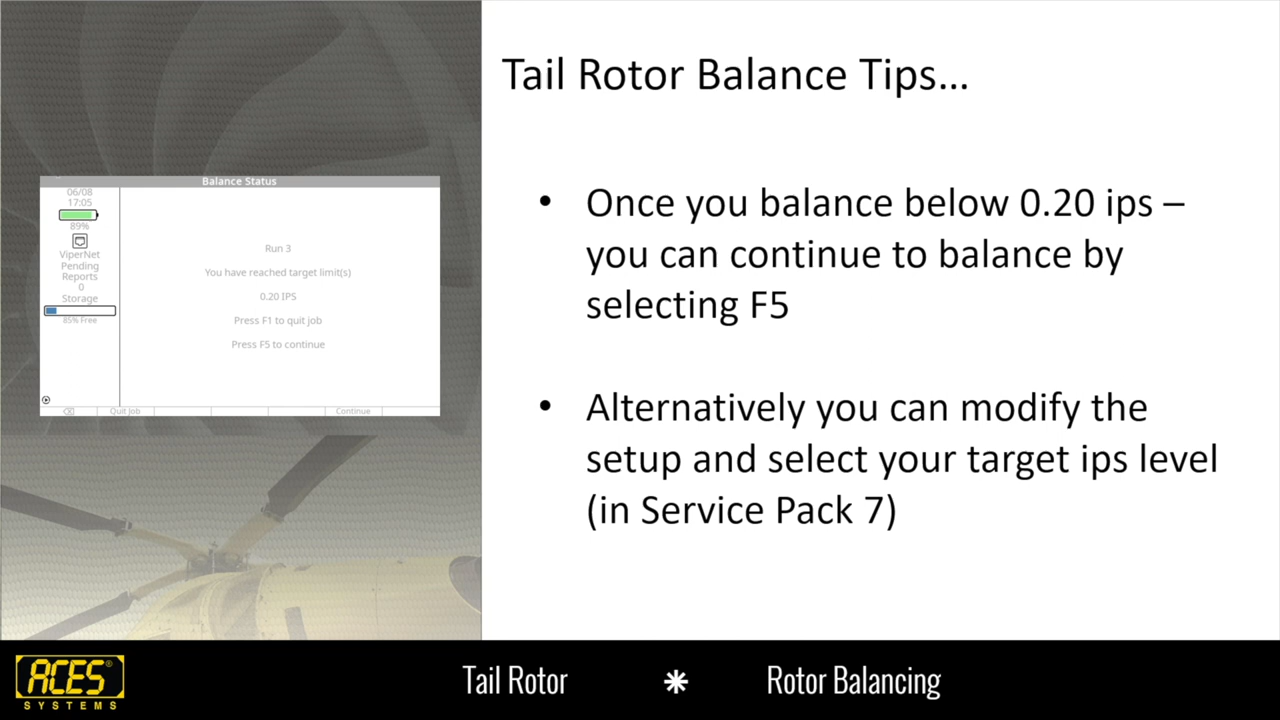 Tail Rotor Balance Tips...
• Once you balance below 0.20 ips –
you can continue to balance by
selecting F5
• Alternatively you can modify the
setup and select your target ips level
(in Service Pack 7)
Balance Status
06/08
17:05
89%
ViperNet
Pending
Reports
0
Storage
85% Free
Run 3
You have reached target limit(s)
0.20 IPS
Press F1 to quit job
Press F5 to continue
Quit Job
Continue
ACES®
SYSTEMS
Tail Rotor
Rotor Balancing